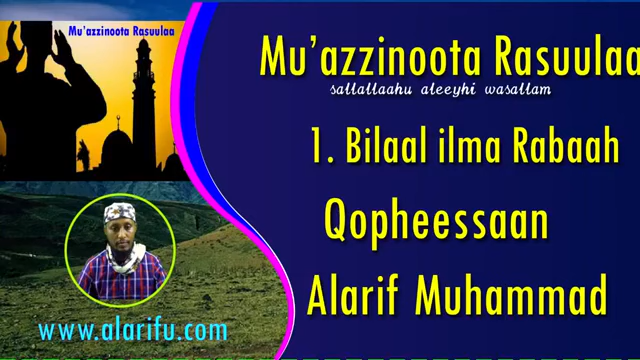 Mu'azzinoota Rasuulaa
Mu'azzinoota Rasuulaa
sallallaahu aleeyhi wasallam
1. Bilaal ilma Rabaah
Qopheessaan
Alarif Muhammad
www.alarifu.com